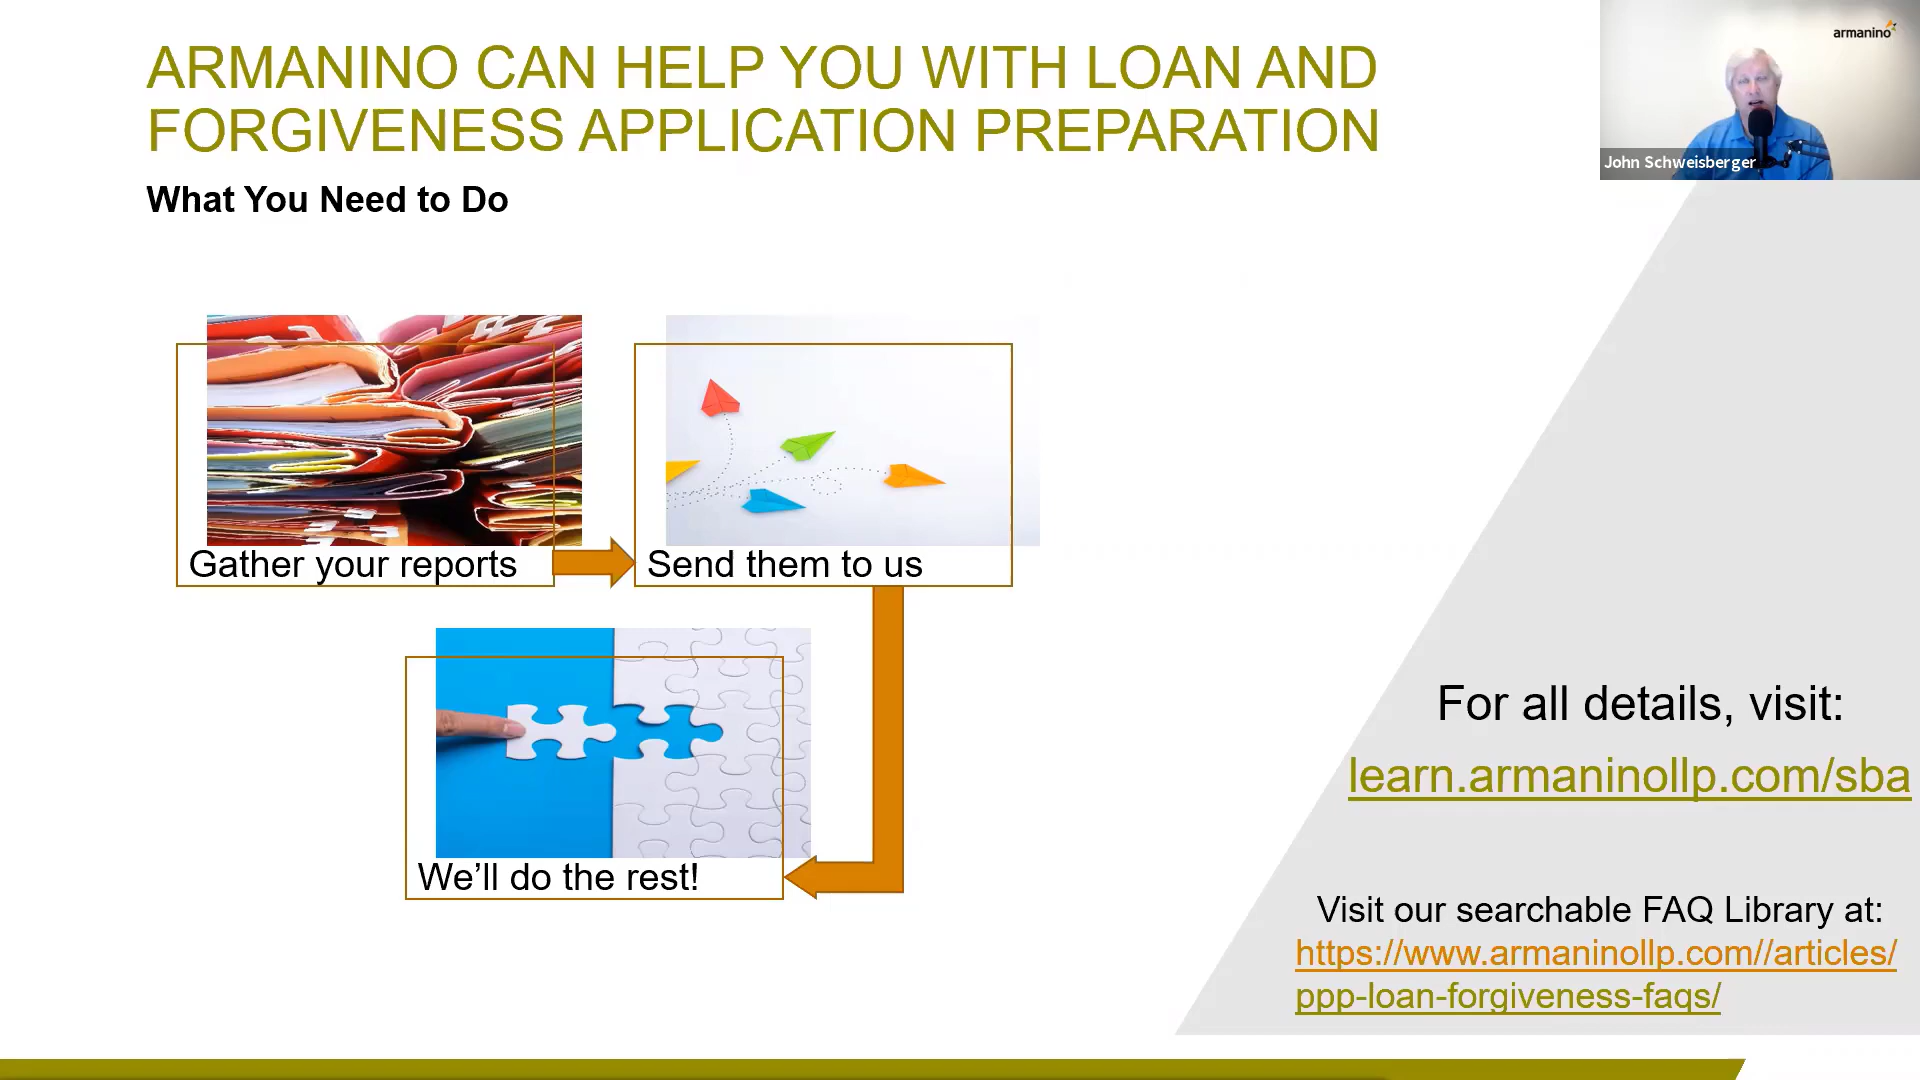 ARMANINO CAN HELP YOU WITH LOAN AND
FORGIVENESS APPLICATION PREPARATION
What You Need to Do
armanino
John Schweisberger
Gather your reports
Send them to us
We’ll do the rest!
For all details, visit:
learn.armaninollp.com/sba
Visit our searchable FAQ Library at:
https://www.armaninollp.com//articles/
ppp-loan-forgiveness-faqs/